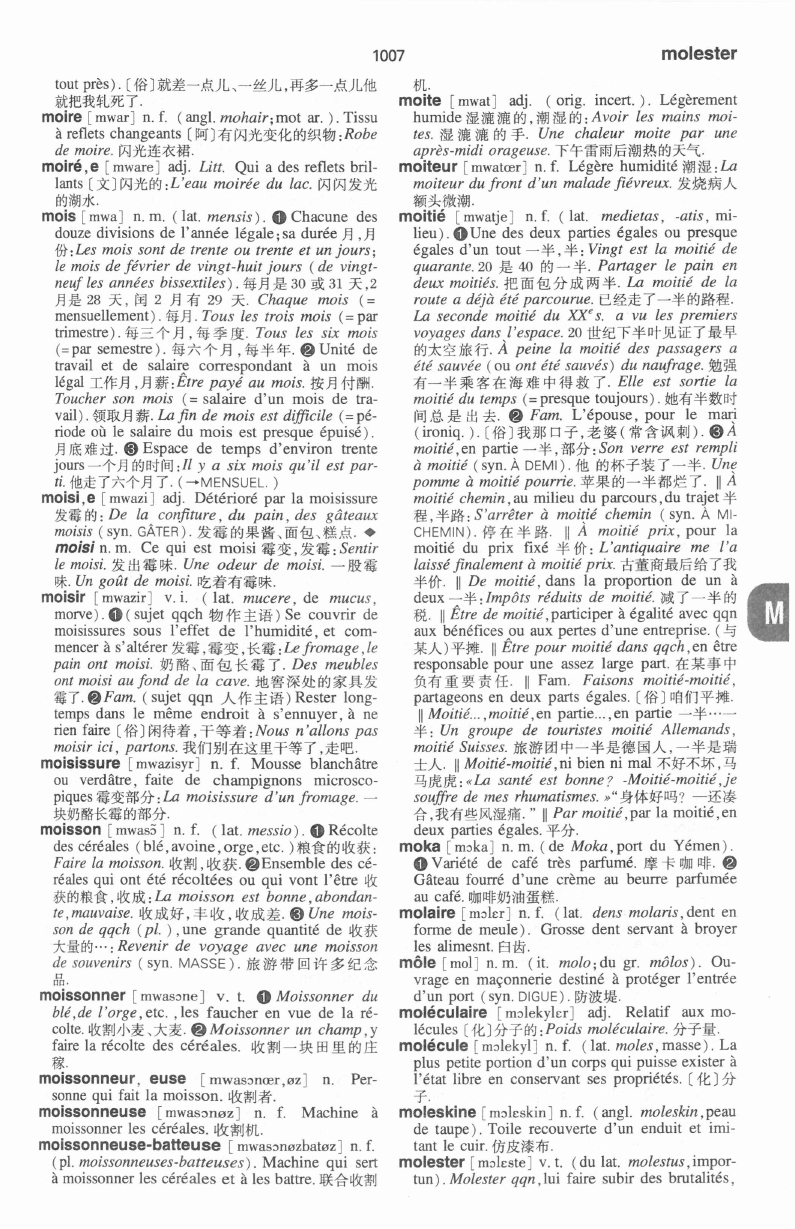 1007
molester
tout près). [俗]就差一点儿、一丝儿,再多一点儿他
就把我轧死了.
moire [mwar] n. f. (angl. mohair;mot ar. ). Tissu
à reflets changeants [阿]有闪光变化的织物:Robe
de moire. 闪光连衣裙.
moiré,e [mware] adj. Litt. Qui a des reflets bril-
lants [文]闪光的:L'eau moirée du lac. 闪闪发光
的湖水.
mois [mwa] n. m. (lat. mensis). ❶ Chacune des
douze divisions de l'année légale;sa durée 月,月
份:Les mois sont de trente ou trente et un jours;
le mois de février de vingt-huit jours (de vingt-
neuf les années bissextiles). 每月是 30 或 31 天,2
月是 28 天, 闰 2 月有 29 天. Chaque mois (=
mensuellement). 每月. Tous les trois mois (= par
trimestre). 每三个月,每季度. Tous les six mois
(=par semestre). 每六个月,每半年. ❷ Unité de
travail et de salaire correspondant à un mois
légal 工作月,月薪:Être payé au mois. 按月付酬.
Toucher son mois (= salaire d'un mois de tra-
vail). 领取月薪. La fin de mois est difficile (= pé-
riode où le salaire du mois est presque épuisé).
月底难过. ❸ Espace de temps d'environ trente
jours 一个月的时间:Il y a six mois qu'il est par-
ti. 他走了六个月了. (→MENSUEL. )
moisi,e [mwazi] adj. Détérioré par la moisissure
发霉的: De la confiture, du pain, des gâteaux
moisis (syn. GÂTER). 发霉的果酱、面包、糕点. ◆
moisi n. m. Ce qui est moisi 霉变,发霉:Sentir
le moisi. 发出霉味. Une odeur de moisi. 一股霉
味. Un goût de moisi. 吃着有霉味.
moisir [mwazir] v. i. (lat. mucere, de mucus,
morve). ❶(sujet qqch 物作主语) Se couvrir de
moisissures sous l'effet de l'humidité, et com-
mencer à s'altérer 发霉,霉变,长霉:Le fromage,le
pain ont moisi. 奶酪、面包长霉了. Des meubles
ont moisi au fond de la cave. 地窖深处的家具发
霉了. ❷Fam. (sujet qqn 人作主语) Rester long-
temps dans le même endroit à s'ennuyer, à ne
rien faire [俗]闲待着,干等着:Nous n'allons pas
moisir ici, partons. 我们别在这里干等了,走吧.
moisissure [mwazisyr] n. f. Mousse blanchâtre
ou verdâtre, faite de champignons microsco-
piques 霉变部分:La moisissure d'un fromage. 一
块奶酪长霉的部分.
moisson [mwasɔ̃] n. f. (lat. messio). ❶ Récolte
des céréales (blé,avoine,orge,etc. )粮食的收获:
Faire la moisson. 收割,收获. ❷Ensemble des cé-
réales qui ont été récoltées ou qui vont l'être 收
获的粮食,收成:La moisson est bonne,abondan-
te,mauvaise. 收成好,丰收,收成差. ❸ Une mois-
son de qqch (pl. ),une grande quantité de 收获
大量的…:Revenir de voyage avec une moisson
de souvenirs (syn. MASSE). 旅游带回许多纪念
品.
moissonner [mwasɔne] v. t. ❶ Moissonner du
blé,de l'orge,etc. ,les faucher en vue de la ré-
colte. 收割小麦、大麦. ❷Moissonner un champ,y
faire la récolte des céréales. 收割一块田里的庄
稼.
moissonneur, euse [mwasɔnœr,øz] n. Per-
sonne qui fait la moisson. 收割者.
moissonneuse [mwasɔnøz] n. f. Machine à
moissonner les céréales. 收割机.
moissonneuse-batteuse [mwasɔnøzbatøz] n. f.
(pl. moissonneuses-batteuses). Machine qui sert
à moissonner les céréales et à les battre. 联合收割
机.
moite [mwat] adj. (orig. incert. ). Légèrement
humide 湿漉漉的,潮湿的:Avoir les mains moi-
tes. 湿漉漉的手. Une chaleur moite par une
après-midi orageuse. 下午雷雨后潮热的天气.
moiteur [mwatœr] n. f. Légère humidité 潮湿:La
moiteur du front d'un malade fiévreux. 发烧病人
额头微潮.
moitié [mwatje] n. f. (lat. medietas, -atis, mi-
lieu). ❶Une des deux parties égales ou presque
égales d'un tout 一半,半:Vingt est la moitié de
quarante. 20 是 40 的一半. Partager le pain en
deux moitiés. 把面包分成两半. La moitié de la
route a déjà été parcourue. 已经走了一半的路程.
La seconde moitié du XXᵉ s. a vu les premiers
voyages dans l'espace. 20 世纪下半叶见证了最早
的太空旅行. À peine la moitié des passagers a
été sauvée (ou ont été sauvés) du naufrage. 勉强
有一半乘客在海难中得救了. Elle est sortie la
moitié du temps (=presque toujours). 她有半数时
间总是出去. ❷ Fam. L'épouse, pour le mari
(ironiq. ). [俗]我那口子,老婆(常含讽刺). ❸À
moitié,en partie 一半,部分:Son verre est rempli
à moitié (syn. À DEMI). 他的杯子装了一半. Une
pomme à moitié pourrie. 苹果的一半都烂了. ‖ À
moitié chemin,au milieu du parcours,du trajet 半
程,半路:S'arrêter à moitié chemin (syn. À MI-
CHEMIN). 停在半路. ‖ À moitié prix, pour la
moitié du prix fixé 半价:L'antiquaire me l'a
laissé finalement à moitié prix. 古董商最后给了我
半价. ‖ De moitié, dans la proportion de un à
deux 一半:Impôts réduits de moitié. 减了一半的
税. ‖ Être de moitié,participer à égalité avec qqn
aux bénéfices ou aux pertes d'une entreprise. (与
某人)平摊. ‖ Être pour moitié dans qqch,en être
responsable pour une assez large part. 在某事中
负有重要责任. ‖ Fam. Faisons moitié-moitié,
partageons en deux parts égales. [俗]咱们平摊.
‖ Moitié…,moitié,en partie…,en partie 一半…一
半: Un groupe de touristes moitié Allemands,
moitié Suisses. 旅游团中一半是德国人,一半是瑞
士人. ‖ Moitié-moitié,ni bien ni mal 不好不坏,马
马虎虎:«La santé est bonne? -Moitié-moitié,je
souffre de mes rhumatismes. »“身体好吗? —还凑
合,我有些风湿痛.” ‖ Par moitié,par la moitié,en
deux parties égales. 平分.
moka [mɔka] n. m. (de Moka,port du Yémen).
❶Variété de café très parfumé. 摩卡咖啡. ❷
Gâteau fourré d'une crème au beurre parfumée
au café. 咖啡奶油蛋糕.
molaire [mɔlɛr] n. f. (lat. dens molaris,dent en
forme de meule). Grosse dent servant à broyer
les alimesnt. 臼齿.
môle [mol] n. m. (it. molo;du gr. môlos). Ou-
vrage en maçonnerie destiné à protéger l'entrée
d'un port (syn. DIGUE). 防波堤.
moléculaire [mɔlekylɛr] adj. Relatif aux mo-
lécules [化]分子的:Poids moléculaire. 分子量.
molécule [mɔlekyl] n. f. (lat. moles,masse). La
plus petite portion d'un corps qui puisse exister à
l'état libre en conservant ses propriétés. [化]分
子.
moleskine [mɔlɛskin] n. f. (angl. moleskin,peau
de taupe). Toile recouverte d'un enduit et imi-
tant le cuir. 仿皮漆布.
molester [mɔlɛste] v. t. (du lat. molestus,impor-
tun). Molester qqn,lui faire subir des brutalités,
M